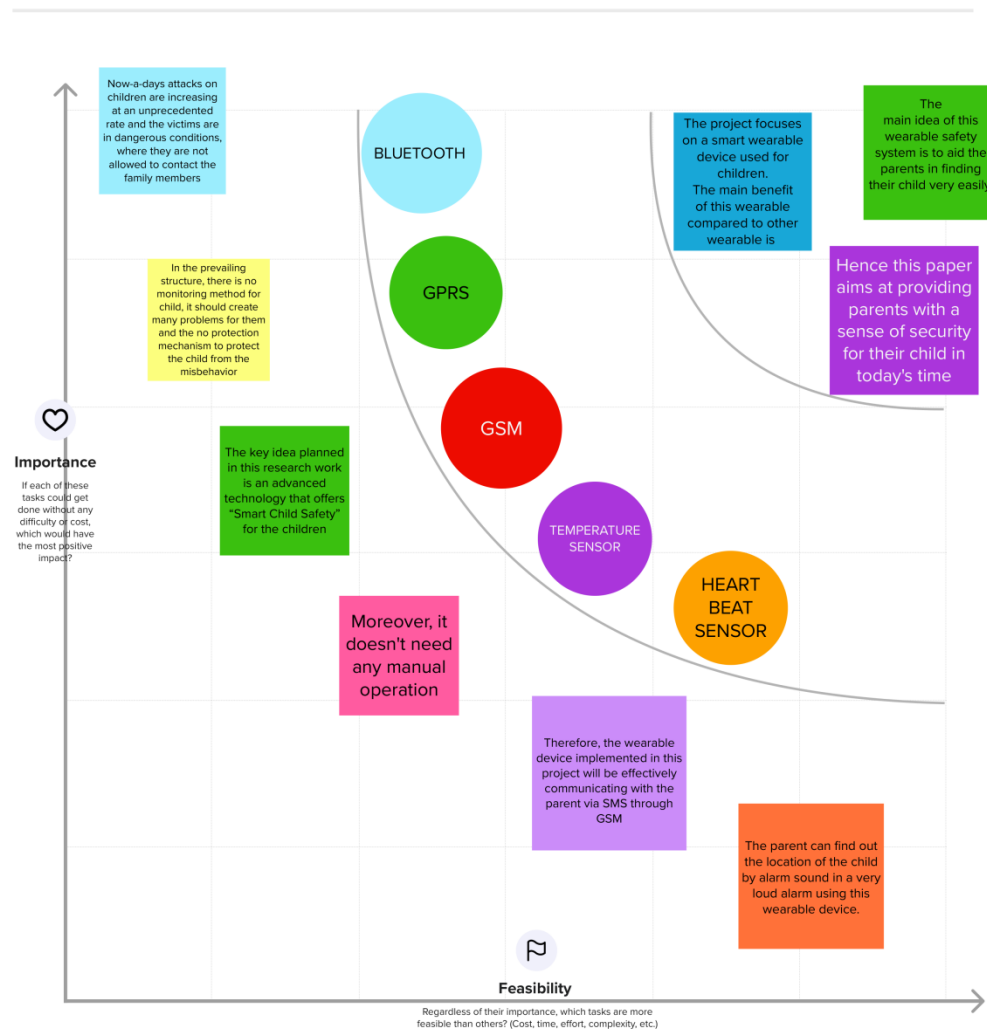 Now-a-days attacks on
children are increasing
at an unprecedented
rate and the victims are
in dangerous conditions,
where they are not
allowed to contact the
family members
BLUETOOTH
The project focuses
on a smart wearable
device used for
children.
The main benefit
of this wearable
compared to other
wearable is
The
main idea of this
wearable safety
system is to aid the
parents in finding
their child very easily
In the prevailing
structure, there is no
monitoring method for
child, it should create
many problems for them
and the no protection
mechanism to protect
the child from the
misbehavior
GPRS
Hence this paper
aims at providing
parents with a
sense of security
for their child in
today's time
Importance
If each of these
tasks could get
done without any
difficulty or cost,
which would have
the most positive
impact?
GSM
The key idea planned
in this research work
is an advanced
technology that offers
“Smart Child Safety”
for the children
TEMPERATURE
SENSOR
HEART
BEAT
SENSOR
Moreover, it
doesn't need
any manual
operation
Therefore, the wearable
device implemented in this
project will be effectively
communicating with the
parent via SMS through
GSM
The parent can find out
the location of the child
by alarm sound in a very
loud alarm using this
wearable device.
Feasibility
Regardless of their importance, which tasks are more
feasible than others? (Cost, time, effort, complexity, etc.)